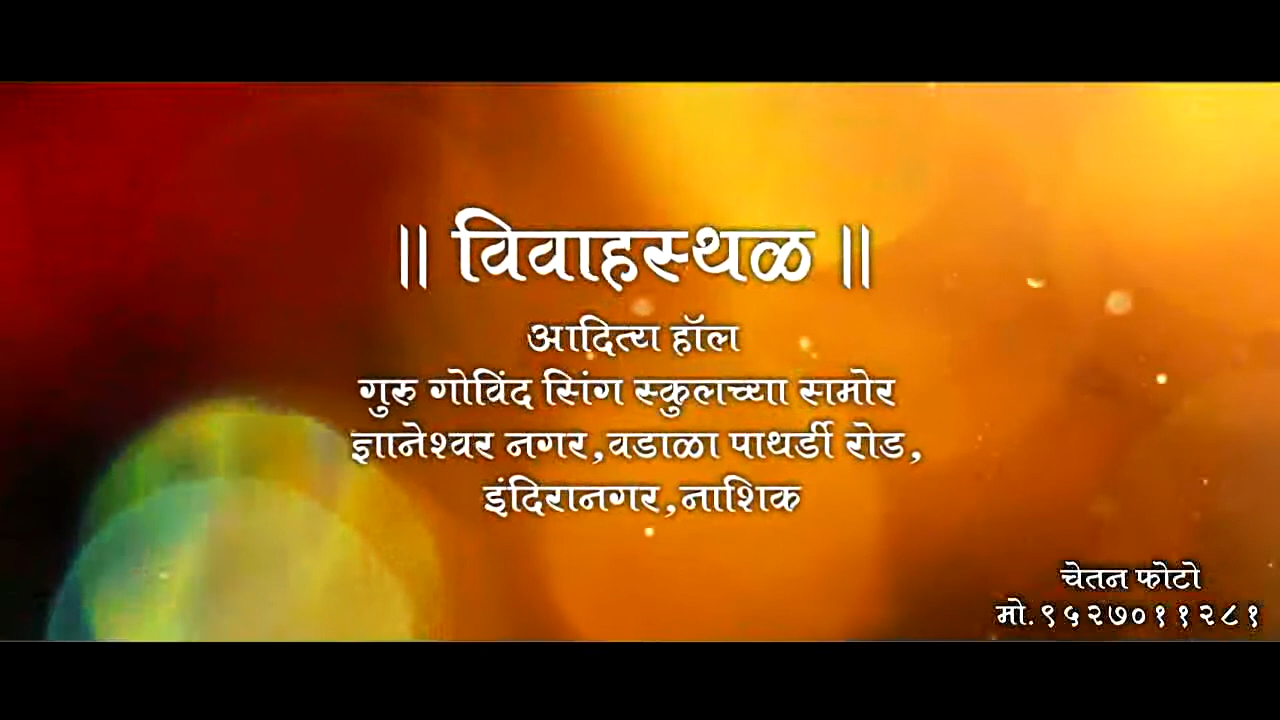 ॥ विवाहस्थळ ॥
आदित्य हॉल
गुरु गोविंद सिंग स्कुलच्या समोर
ज्ञानेश्वर नगर,वडाळा पाथर्डी रोड,
इंदिरानगर,नाशिक
चेतन फोटो
मो.९५२७०११२८१